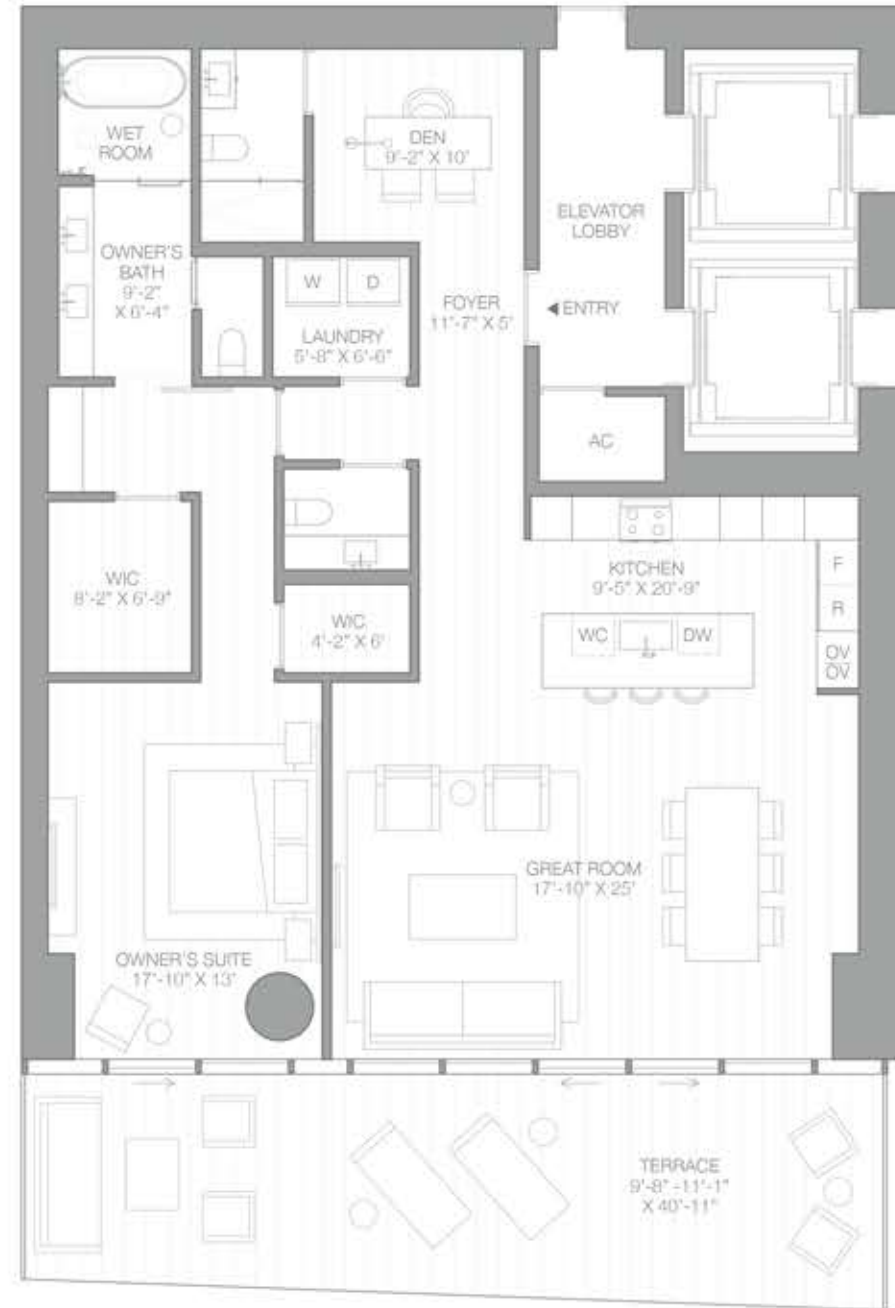 WET
ROOM
DEN
9'-2" X 10'
ELEVATOR
LOBBY
OWNER'S
BATH
9'-2"
X 6'-4"
W
D
LAUNDRY
5'-8" X 6'-6"
FOYER
11'-7" X 5'
◀ ENTRY
AC
WIC
8'-2" X 6'-9"
WIC
4'-2" X 6'
KITCHEN
9'-5" X 20'-9"
F
R
OV
OV
WC
DW
GREAT ROOM
17'-10" X 25'
OWNER'S SUITE
17'-10" X 13'
TERRACE
9'-8" -11'-1"
X 40'-11"